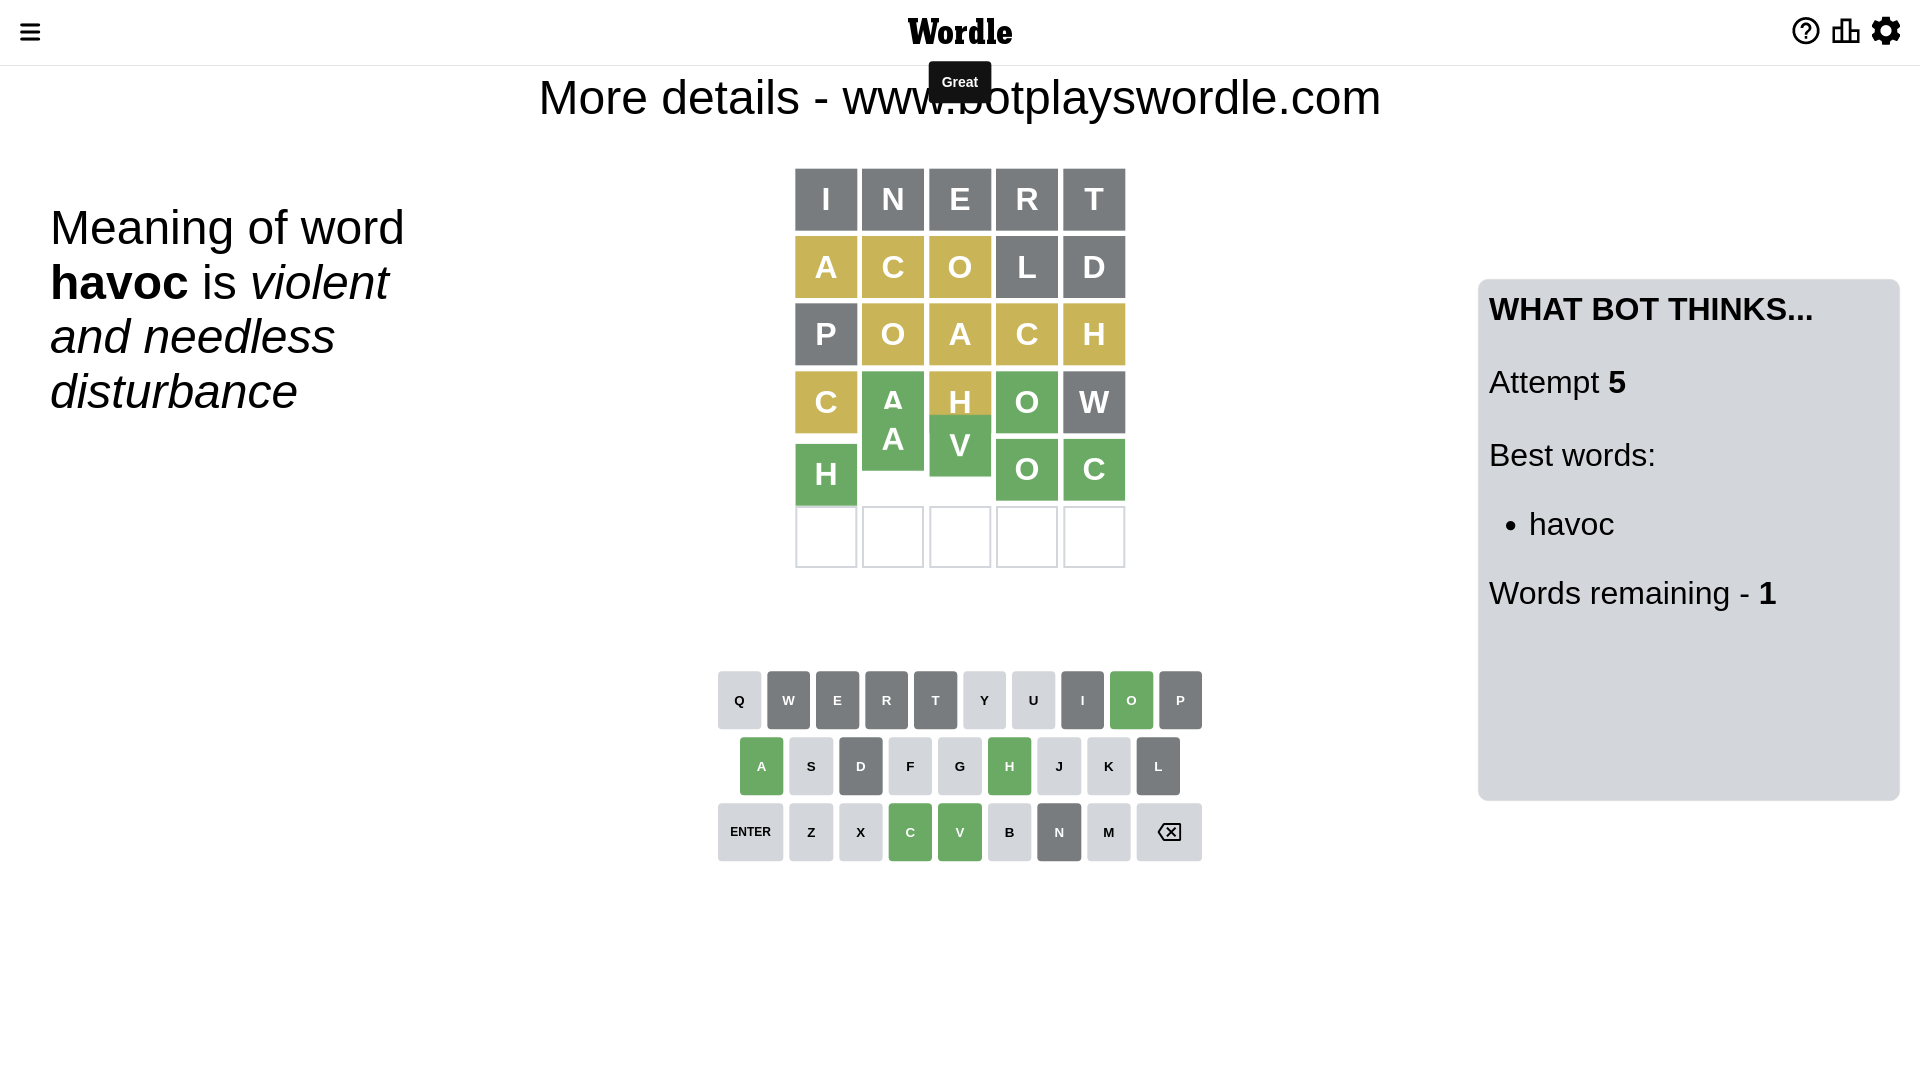 Wordle
Great
More details - www.botplayswordle.com
Meaning of word
havoc is violent
and needless
disturbance
I N E R T
A C O L D
P O A C H
C A H O W
H A V O C
WHAT BOT THINKS...
Attempt 5
Best words:
• havoc
Words remaining - 1
Q W E R T Y U I O P
A S D F G H J K L
ENTER Z X C V B N M